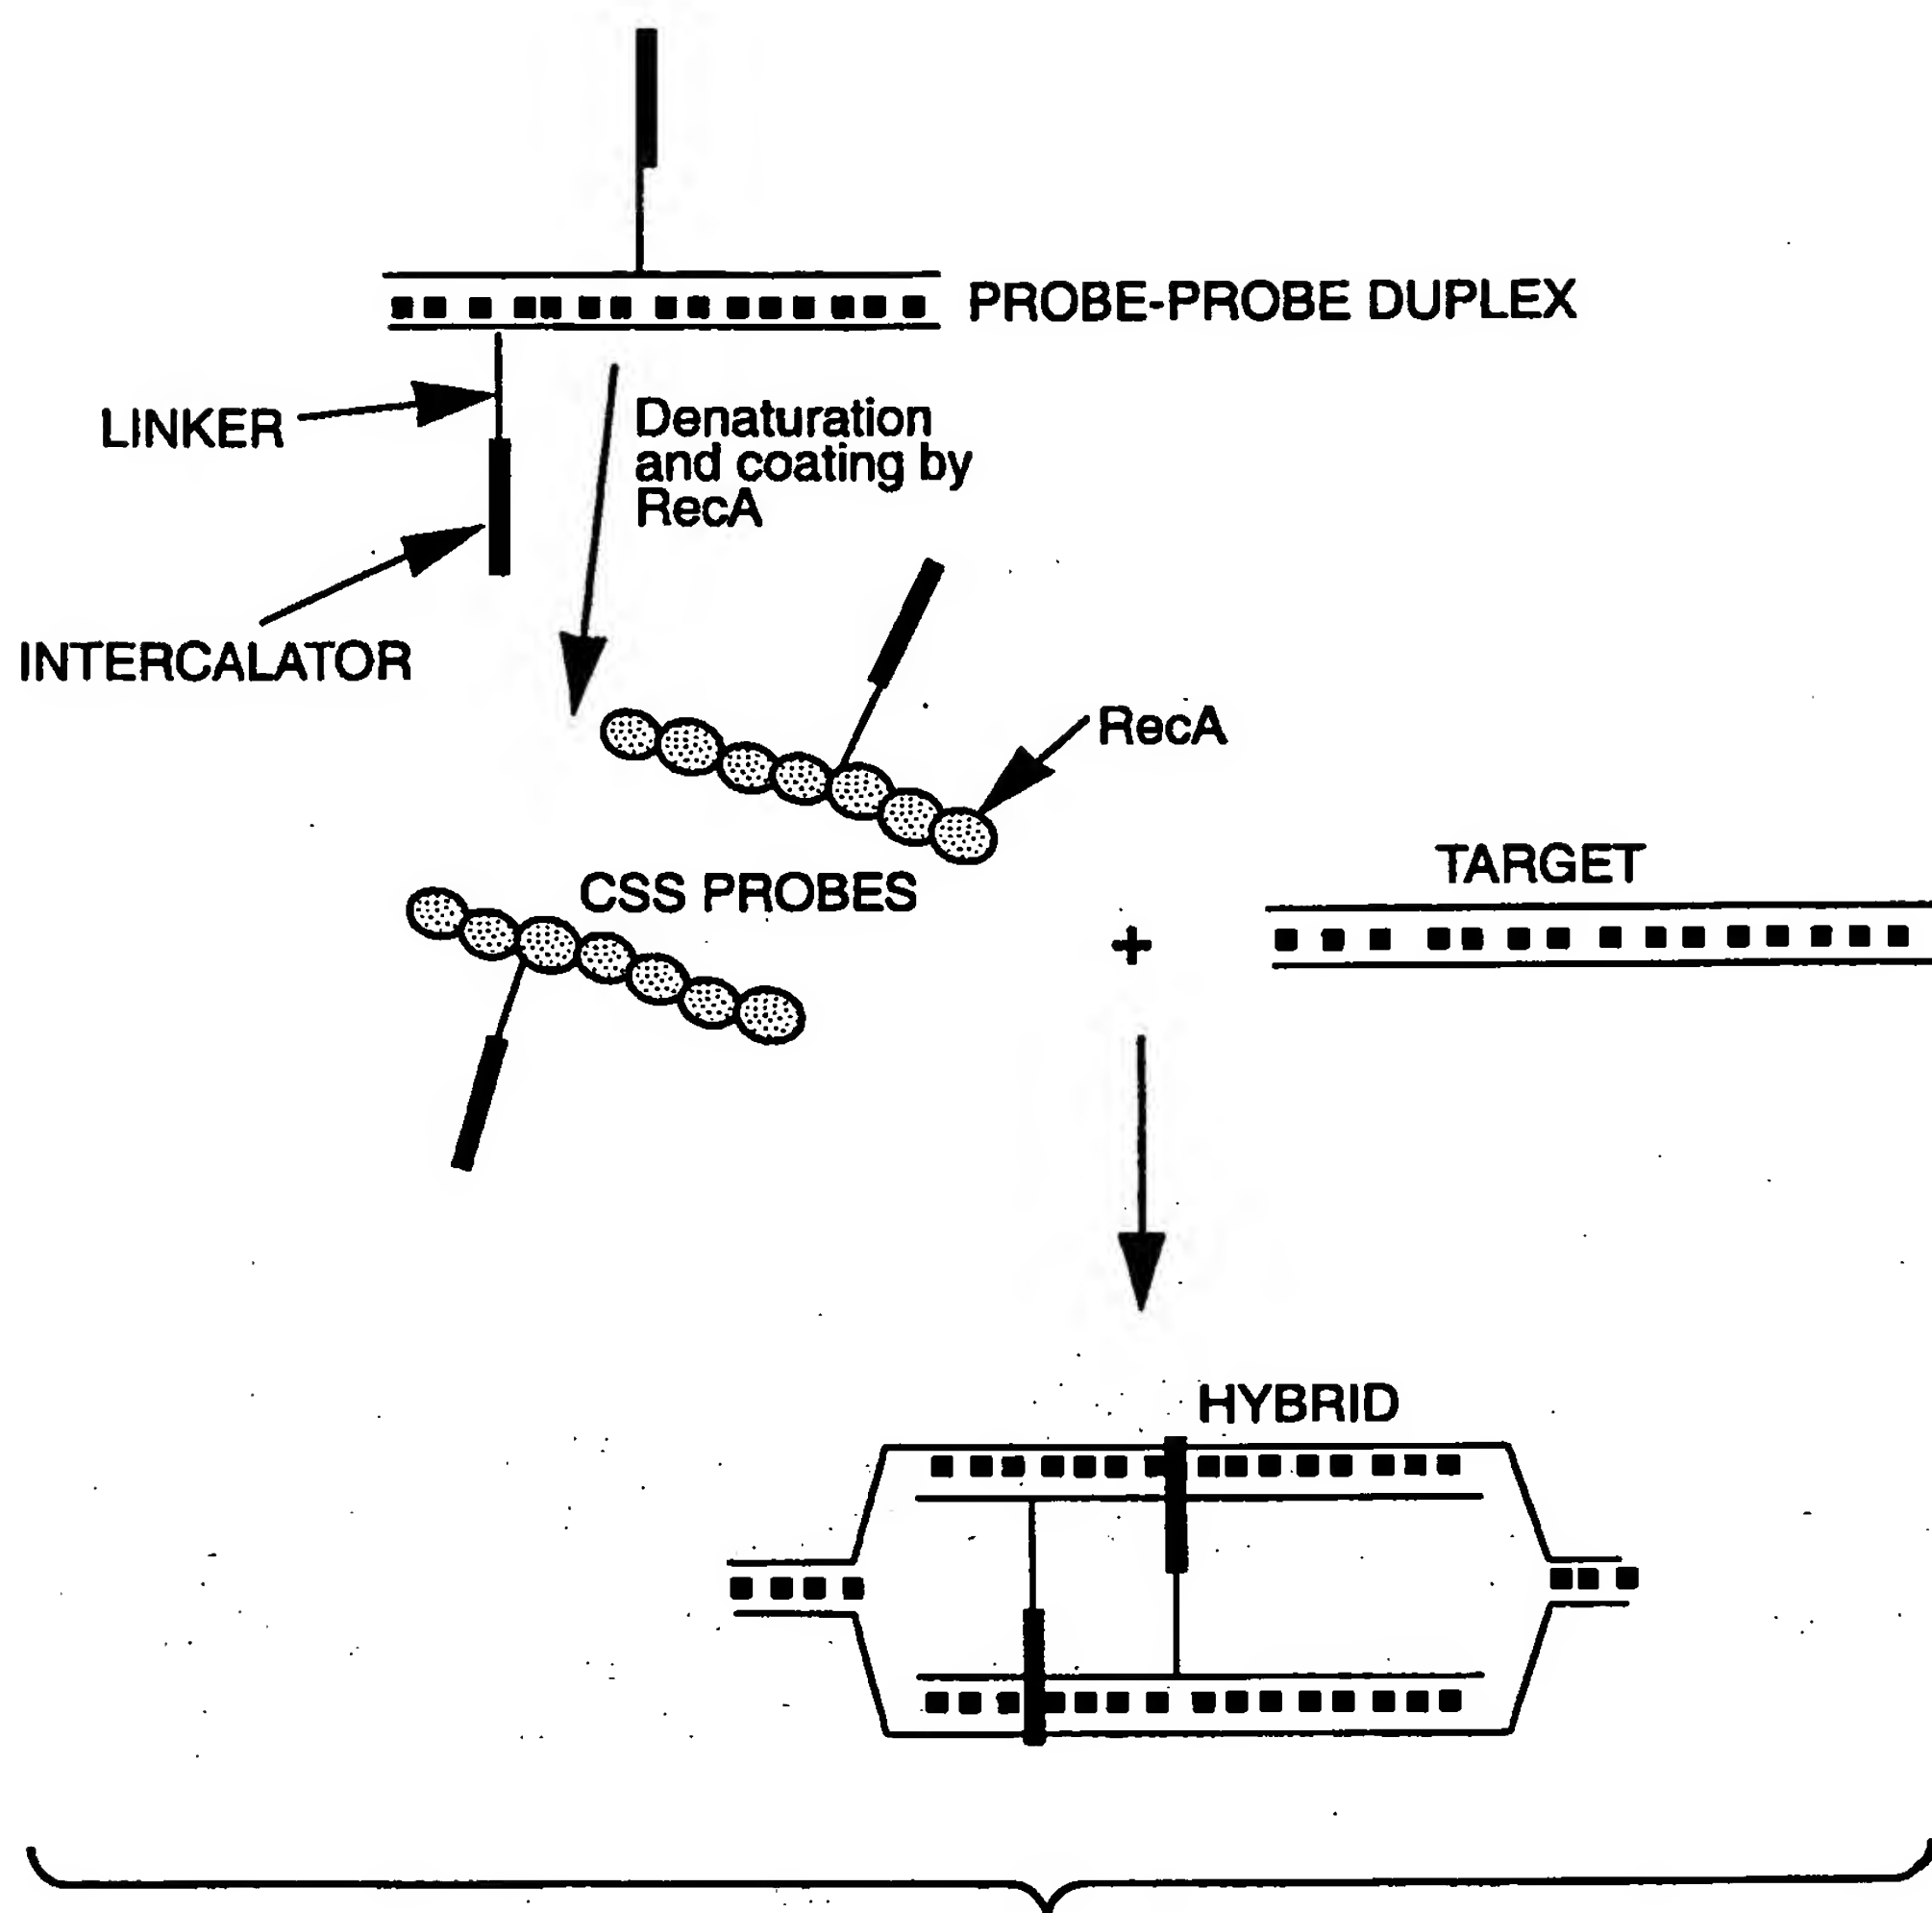 PROBE-PROBE DUPLEX
LINKER
Denaturation
and coating by
RecA
INTERCALATOR
RecA
CSS PROBES
TARGET
+
HYBRID